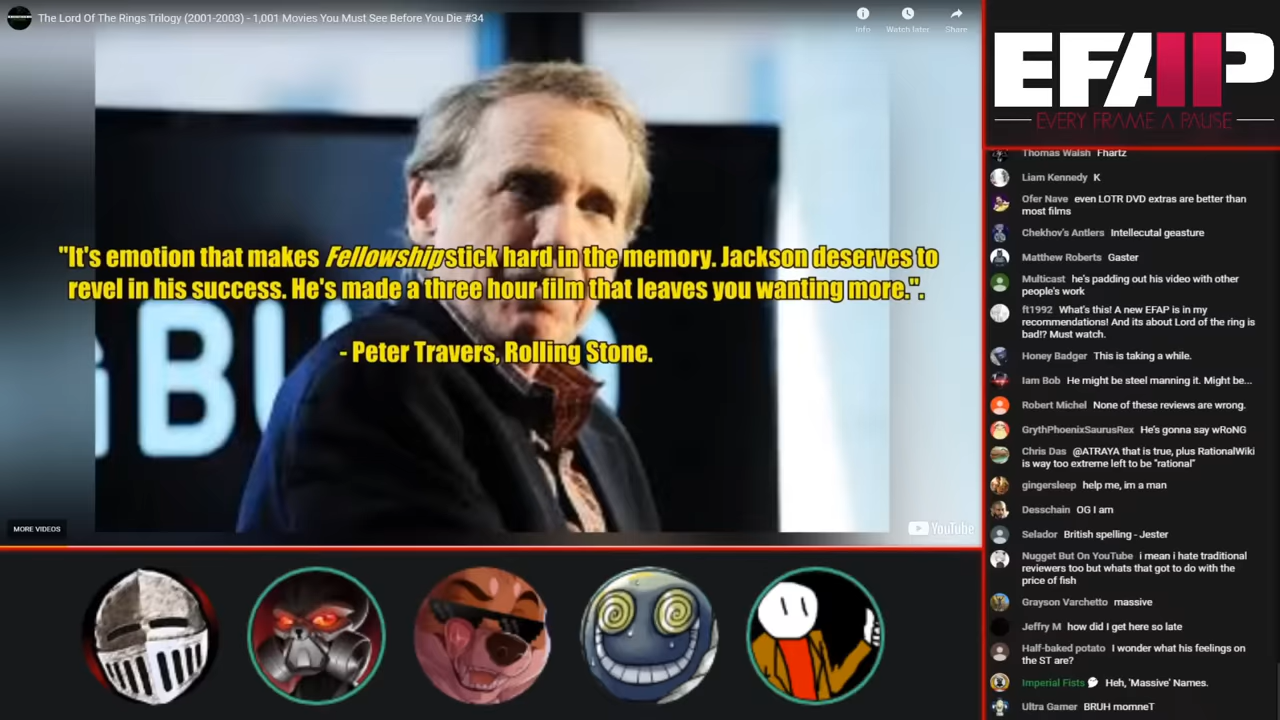 The Lord Of The Rings Trilogy (2001-2003) - 1,001 Movies You Must See Before You Die #34
Info
Watch later
Share
"It's emotion that makes Fellowship stick hard in the memory. Jackson deserves to
revel in his success. He's made a three hour film that leaves you wanting more.".
- Peter Travers, Rolling Stone.
BU
MORE VIDEOS
YouTube
EFAP
EVERY FRAME A PAUSE
Thomas Walsh Fhartz
Liam Kennedy K
Ofer Nave even LOTR DVD extras are better than
most films
Chekhov's Antlers Intellecutal geasture
Matthew Roberts Gaster
Multicast he's padding out his video with other
people's work
ft1992 What's this! A new EFAP is in my
recommendations! And its about Lord of the ring is
bad!? Must watch.
Honey Badger This is taking a while.
Iam Bob He might be steel manning it. Might be...
Robert Michel None of these reviews are wrong.
GrythPhoenixSaurusRex He's gonna say wRoNG
Chris Das @ATRAYA that is true, plus RationalWiki
is way too extreme left to be "rational"
gingersleep help me, im a man
Desschain OG I am
Selador British spelling - Jester
Nugget But On YouTube i mean i hate traditional
reviewers too but whats that got to do with the
price of fish
Grayson Varchetto massive
Jeffry M how did I get here so late
Half-baked potato I wonder what his feelings on
the ST are?
Imperial Fists Heh, 'Massive' Names.
Ultra Gamer BRUH momneT